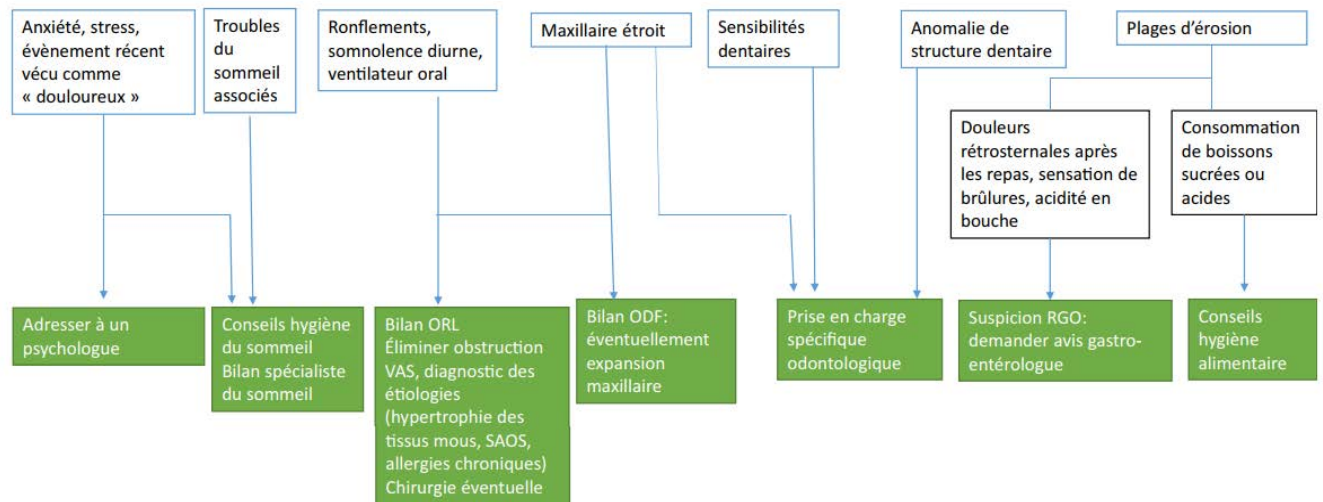 Anxiété, stress,
évènement récent
vécu comme
« douloureux »
Troubles
du
sommeil
associés
Ronflements,
somnolence diurne,
ventilateur oral
Maxillaire étroit
Sensibilités
dentaires
Anomalie de
structure dentaire
Plages d’érosion
Douleurs
rétrosternales après
les repas, sensation de
brûlures, acidité en
bouche
Consommation
de boissons
sucrées ou
acides
Adresser à un
psychologue
Conseils hygiène
du sommeil
Bilan spécialiste
du sommeil
Bilan ORL
Éliminer obstruction
VAS, diagnostic des
étiologies
(hypertrophie des
tissus mous, SAOS,
allergies chroniques)
Chirurgie éventuelle
Bilan ODF:
éventuellement
expansion
maxillaire
Prise en charge
spécifique
odontologique
Suspicion RGO:
demander avis gastro-
entérologue
Conseils
hygiène
alimentaire